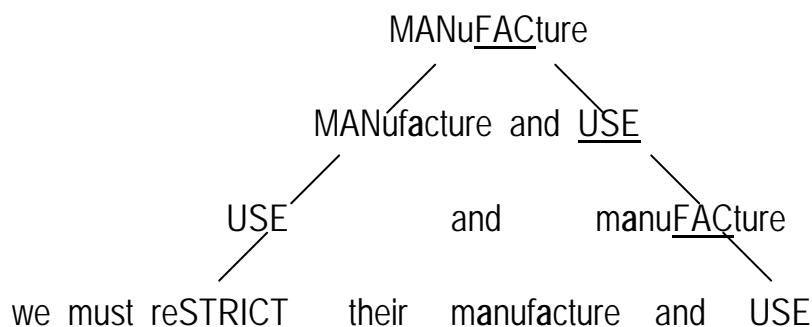 MANuFACture
MANufacture and USE
USE and manuFACture
we must reSTRICT their manufacture and USE